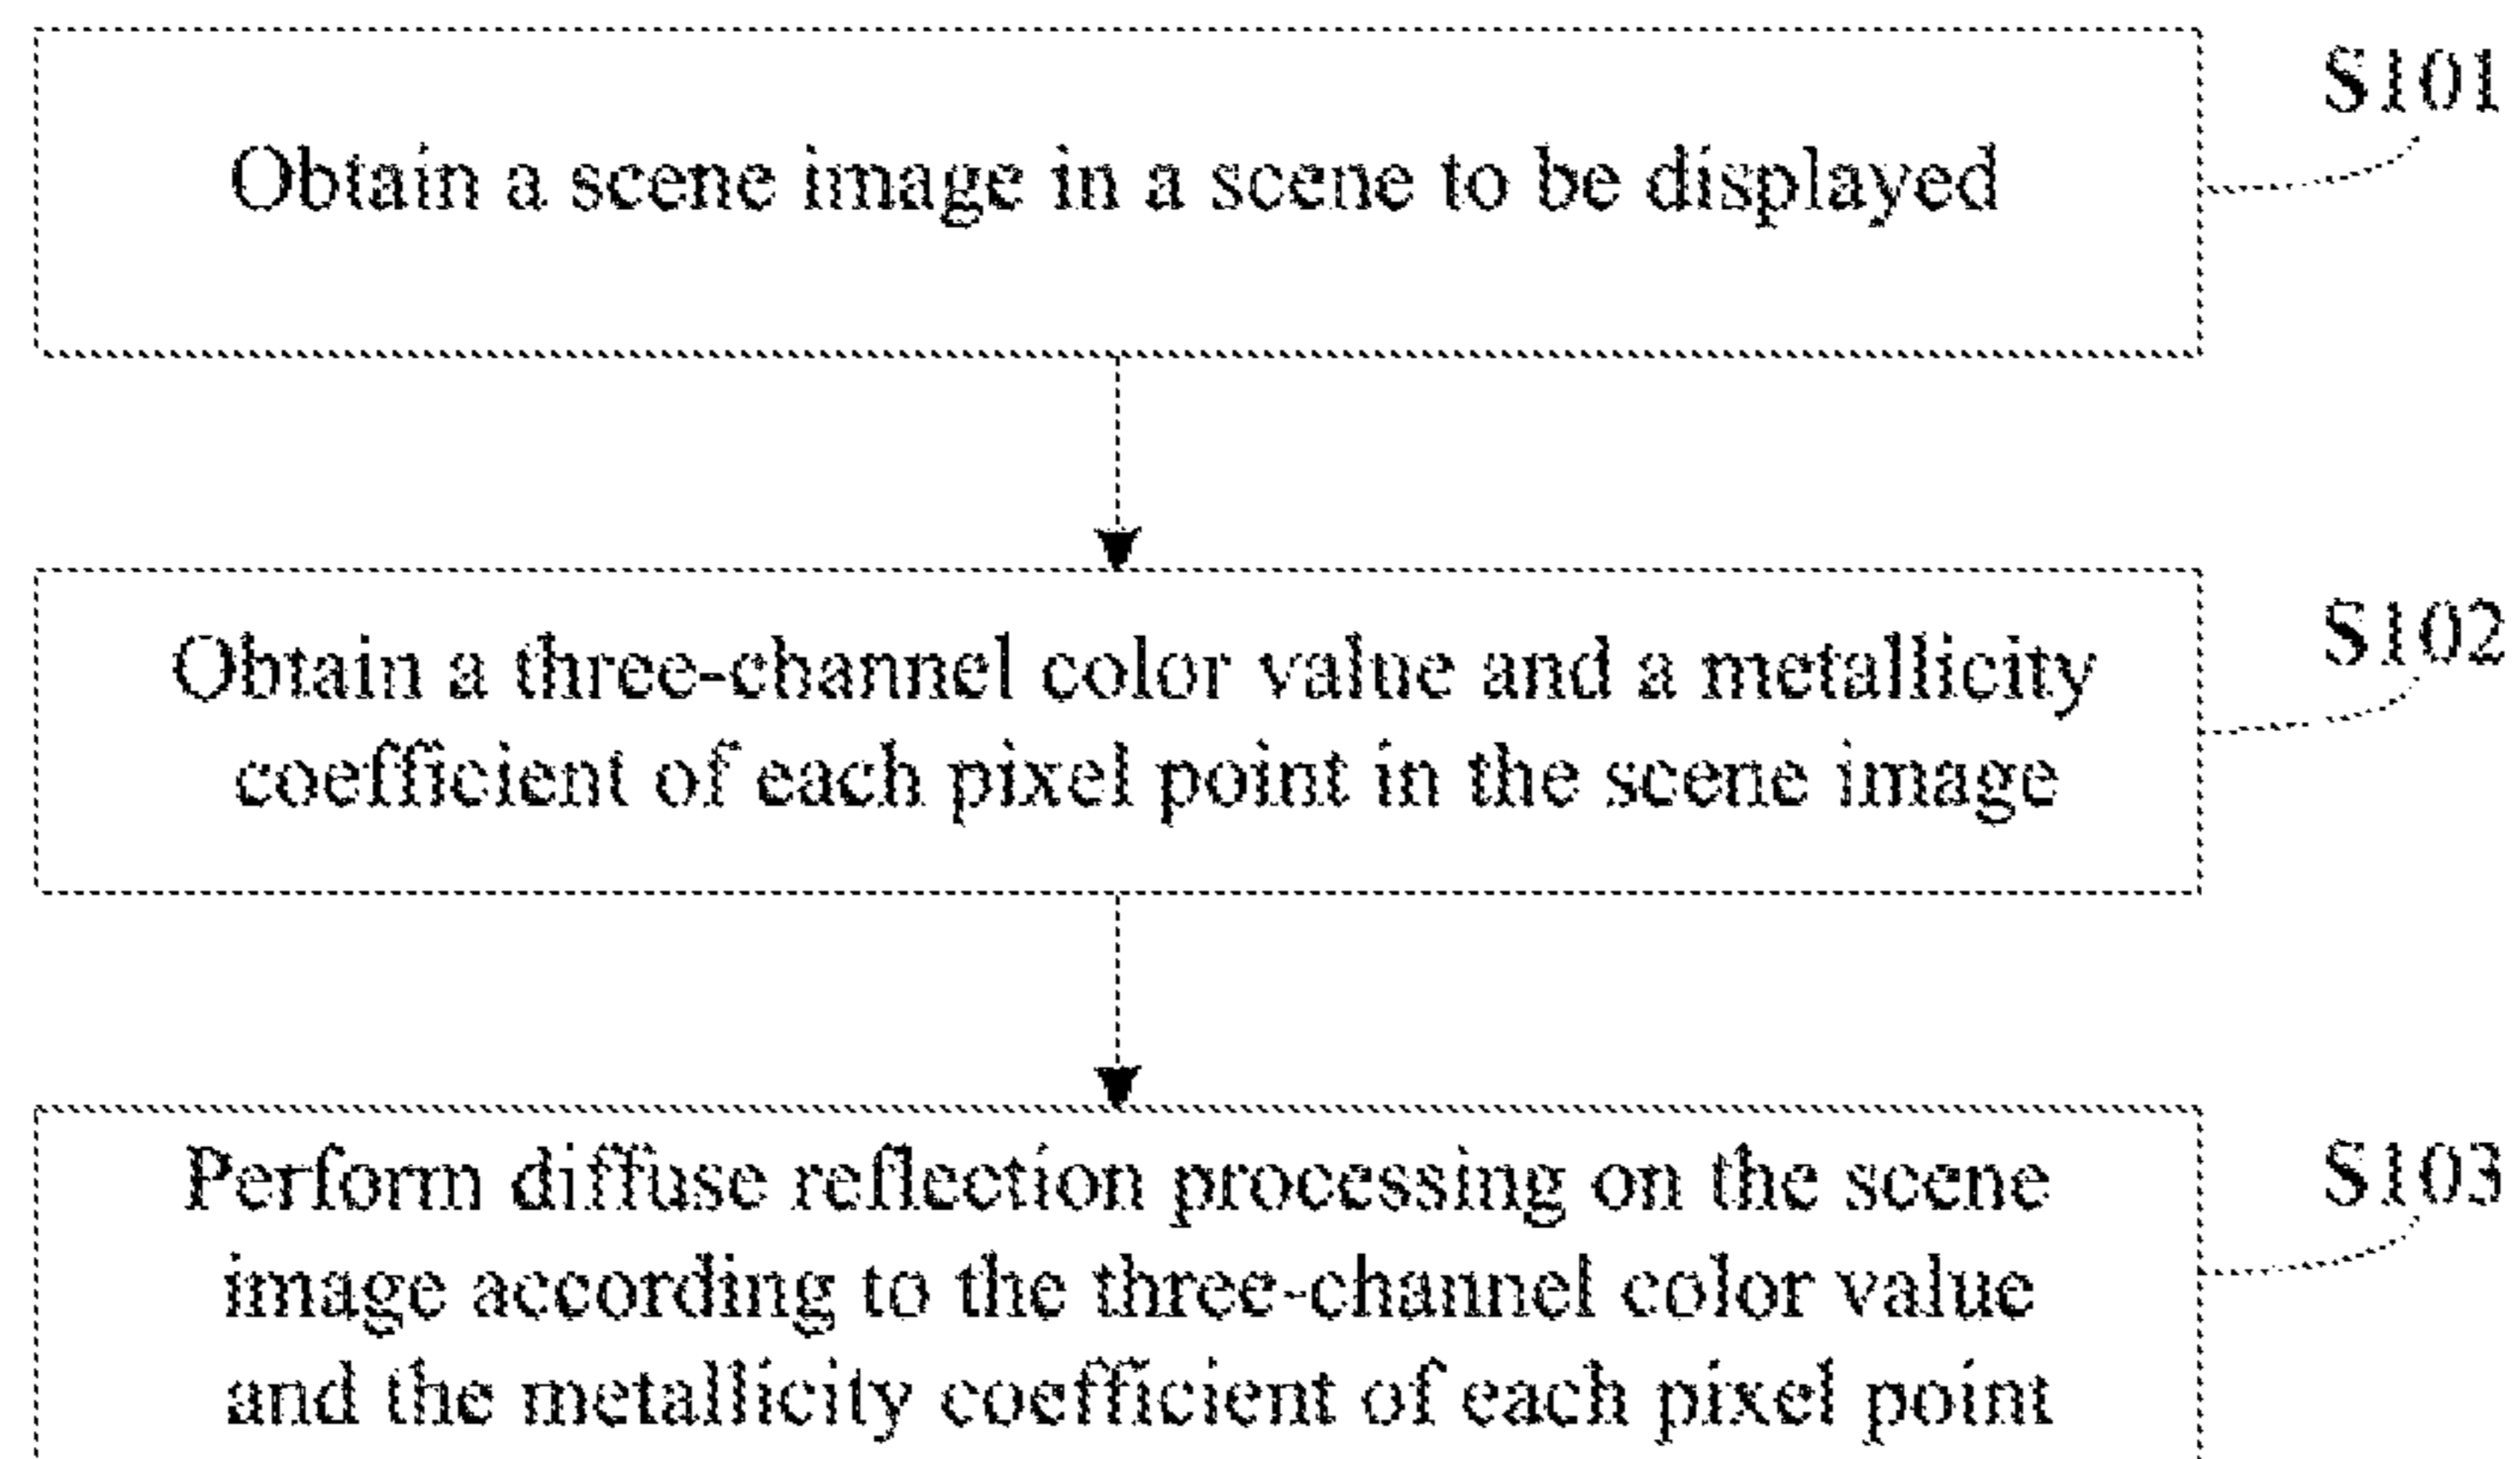 S101
Obtain a scene image in a scene to be displayed
S102
Obtain a three-channel color value and a metallicity
coefficient of each pixel point in the scene image
S103
Perform diffuse reflection processing on the scene
image according to the three-channel color value
and the metallicity coefficient of each pixel point